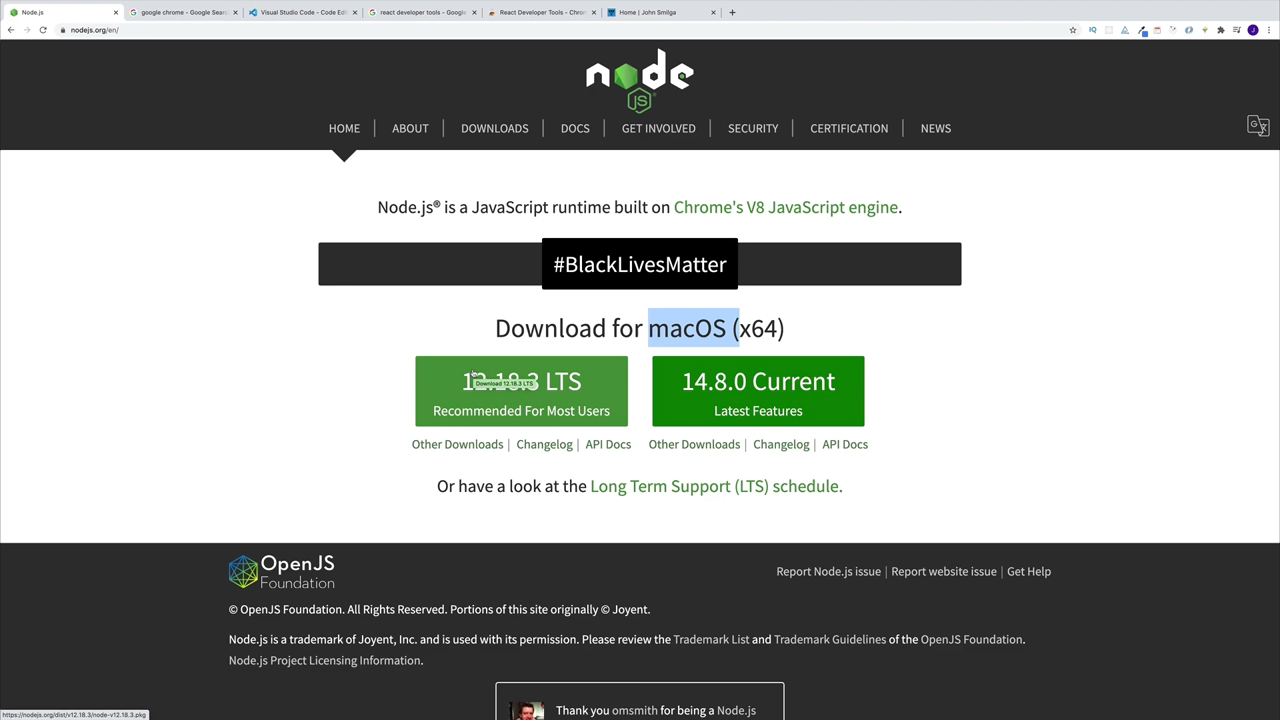 Node.js
google chrome - Google Sear
Visual Studio Code - Code Edi
react developer tools - Google
React Developer Tools - Chro
Home | John Smilga
nodejs.org/en/
node
JS
HOME
ABOUT
DOWNLOADS
DOCS
GET INVOLVED
SECURITY
CERTIFICATION
NEWS
Node.js® is a JavaScript runtime built on Chrome's V8 JavaScript engine.
#BlackLivesMatter
Download for macOS (x64)
12.18.3 LTS
Download 12.18.3 LTS
Recommended For Most Users
14.8.0 Current
Latest Features
Other Downloads | Changelog | API Docs
Other Downloads | Changelog | API Docs
Or have a look at the Long Term Support (LTS) schedule.
OpenJS
Foundation
Report Node.js issue | Report website issue | Get Help
© OpenJS Foundation. All Rights Reserved. Portions of this site originally © Joyent.
Node.js is a trademark of Joyent, Inc. and is used with its permission. Please review the Trademark List and Trademark Guidelines of the OpenJS Foundation.
Node.js Project Licensing Information.
Thank you omsmith for being a Node.js
https://nodejs.org/dist/v12.18.3/node-v12.18.3.pkg